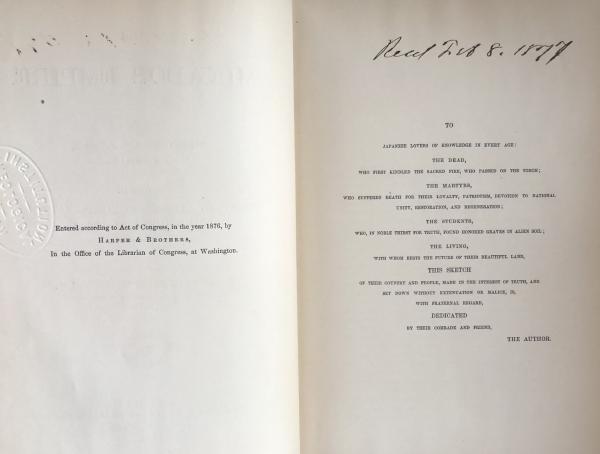 Entered according to Act of Congress, in the year 1876, by
HARPER & BROTHERS,
In the Office of the Librarian of Congress, at Washington.
Read Feb 8. 1877
TO
JAPANESE LOVERS OF KNOWLEDGE IN EVERY AGE:
THE DEAD,
WHO FIRST KINDLED THE SACRED FIRE, WHO PASSED ON THE TORCH;
THE MARTYRS,
WHO SUFFERED DEATH FOR THEIR LOYALTY, PATRIOTISM, DEVOTION TO NATIONAL
UNITY, RESTORATION, AND REGENERATION;
THE STUDENTS,
WHO, IN NOBLE THIRST FOR TRUTH, FOUND HONORED GRAVES IN ALIEN SOIL;
THE LIVING,
WITH WHOM RESTS THE FUTURE OF THEIR BEAUTIFUL LAND,
THIS SKETCH
OF THEIR COUNTRY AND PEOPLE, MADE IN THE INTEREST OF TRUTH, AND
SET DOWN WITHOUT EXTENUATION OR MALICE, IS,
WITH FRATERNAL REGARD,
DEDICATED
BY THEIR COMRADE AND FRIEND,
THE AUTHOR.